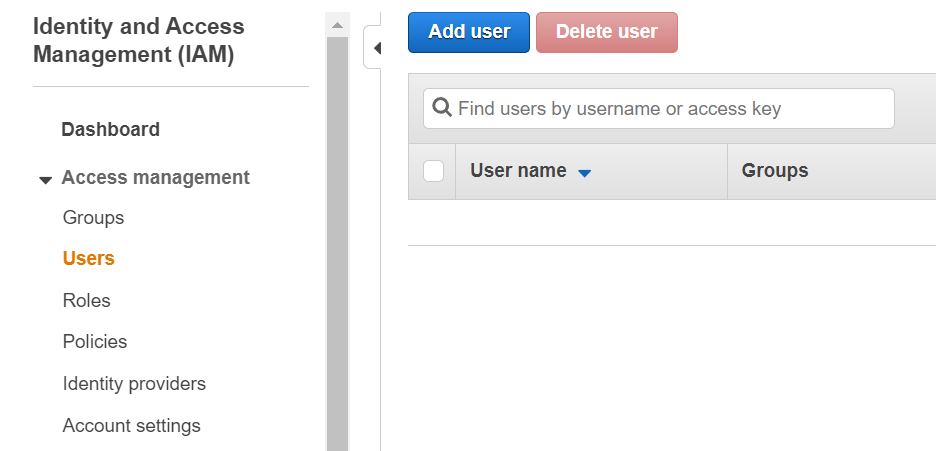 Identity and Access
Management (IAM)
Dashboard
Access management
Groups
Users
Roles
Policies
Identity providers
Account settings
Add user
Delete user
Find users by username or access key
User name
Groups